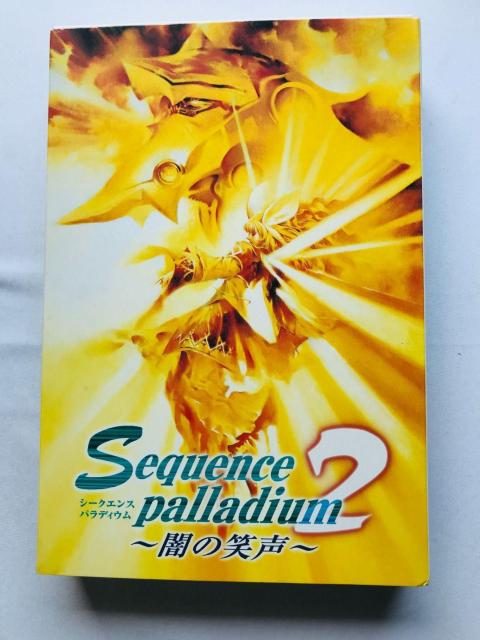 Sequence
シークエンス
パラディウム
palladium 2
～闇の笑声～